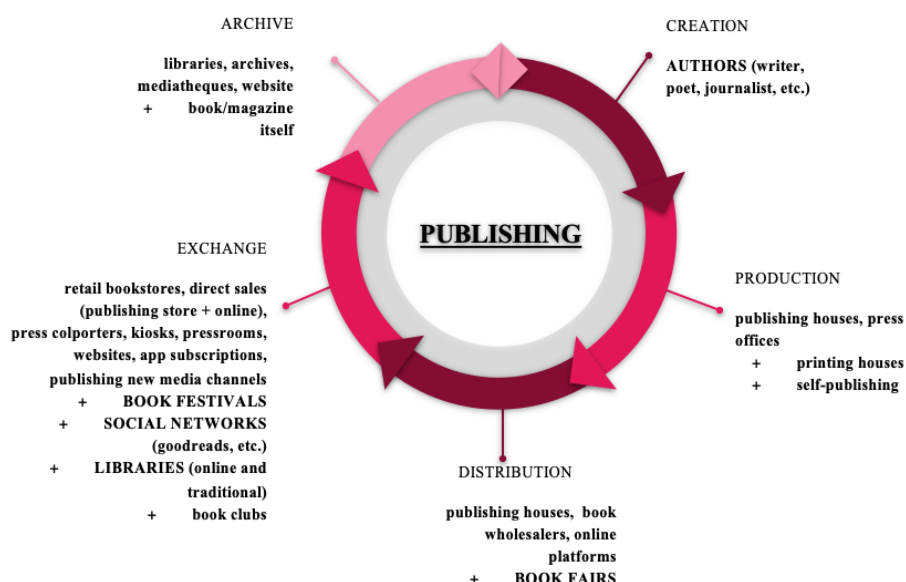 ARCHIVE
libraries, archives,
mediatheques, website
+ book/magazine
itself
CREATION
AUTHORS (writer,
poet, journalist, etc.)
PUBLISHING
EXCHANGE
retail bookstores, direct sales
(publishing store + online),
press colporters, kiosks, pressrooms,
websites, app subscriptions,
publishing new media channels
+ BOOK FESTIVALS
+ SOCIAL NETWORKS
(goodreads, etc.)
+ LIBRARIES (online and
traditional)
+ book clubs
PRODUCTION
publishing houses, press
offices
+ printing houses
+ self-publishing
DISTRIBUTION
publishing houses, book
wholesalers, online
platforms
+ BOOK FAIRS